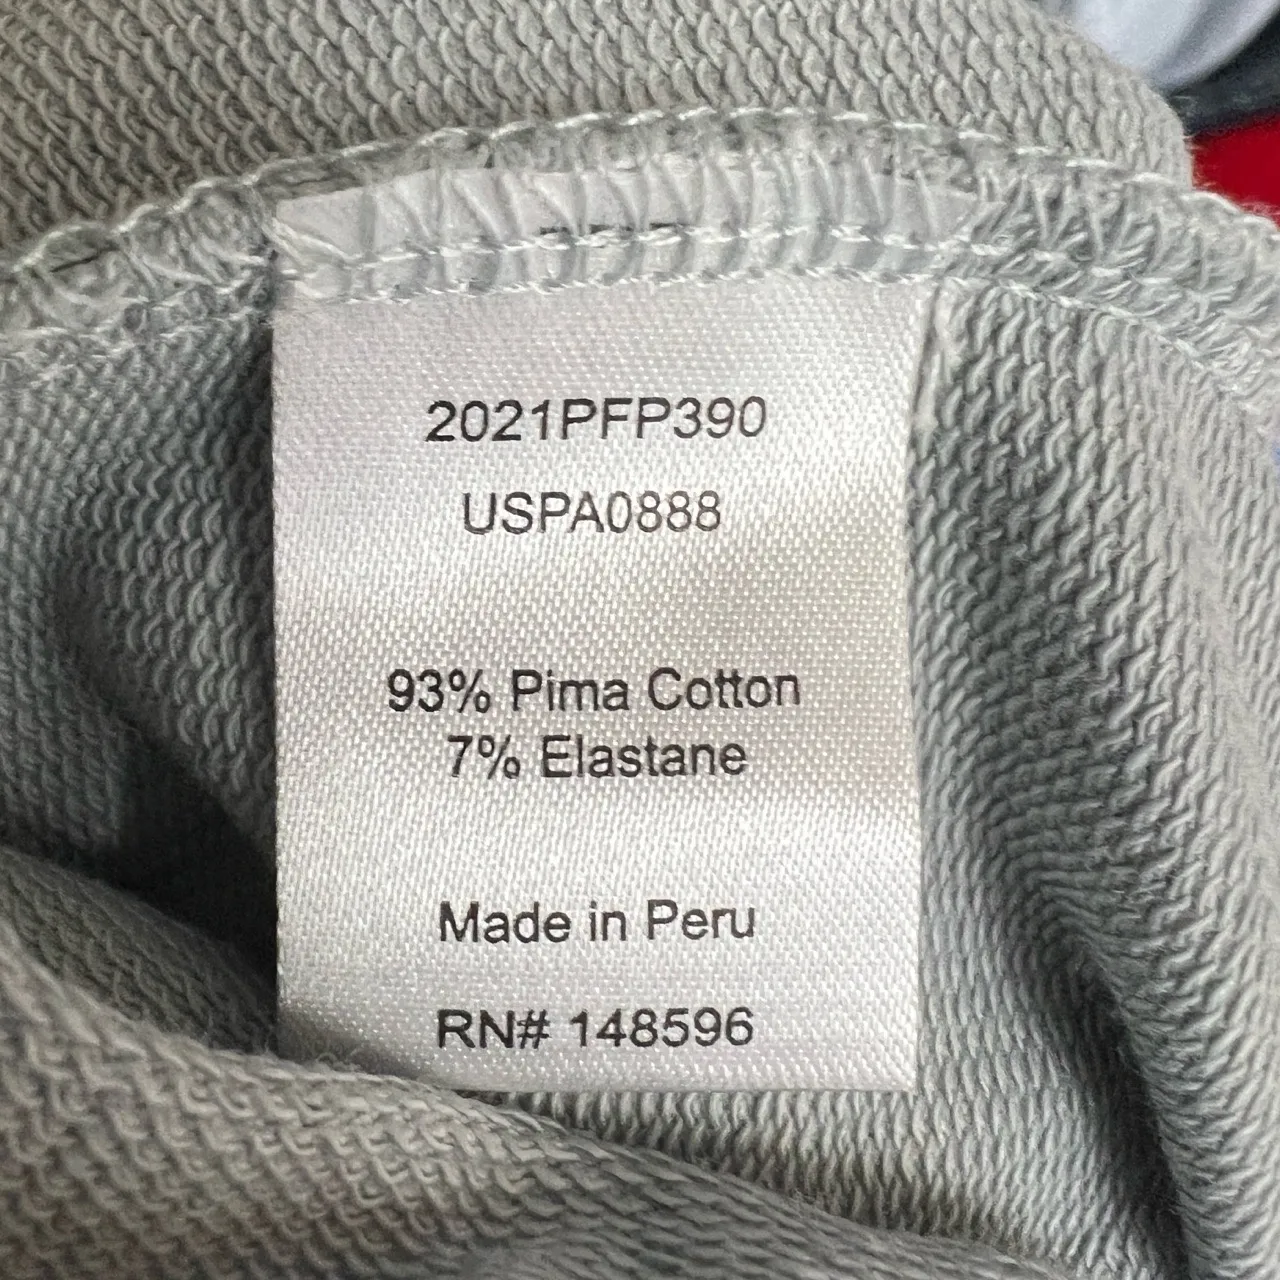 2021PFP390
USPA0888
93% Pima Cotton
7% Elastane
Made in Peru
RN# 148596